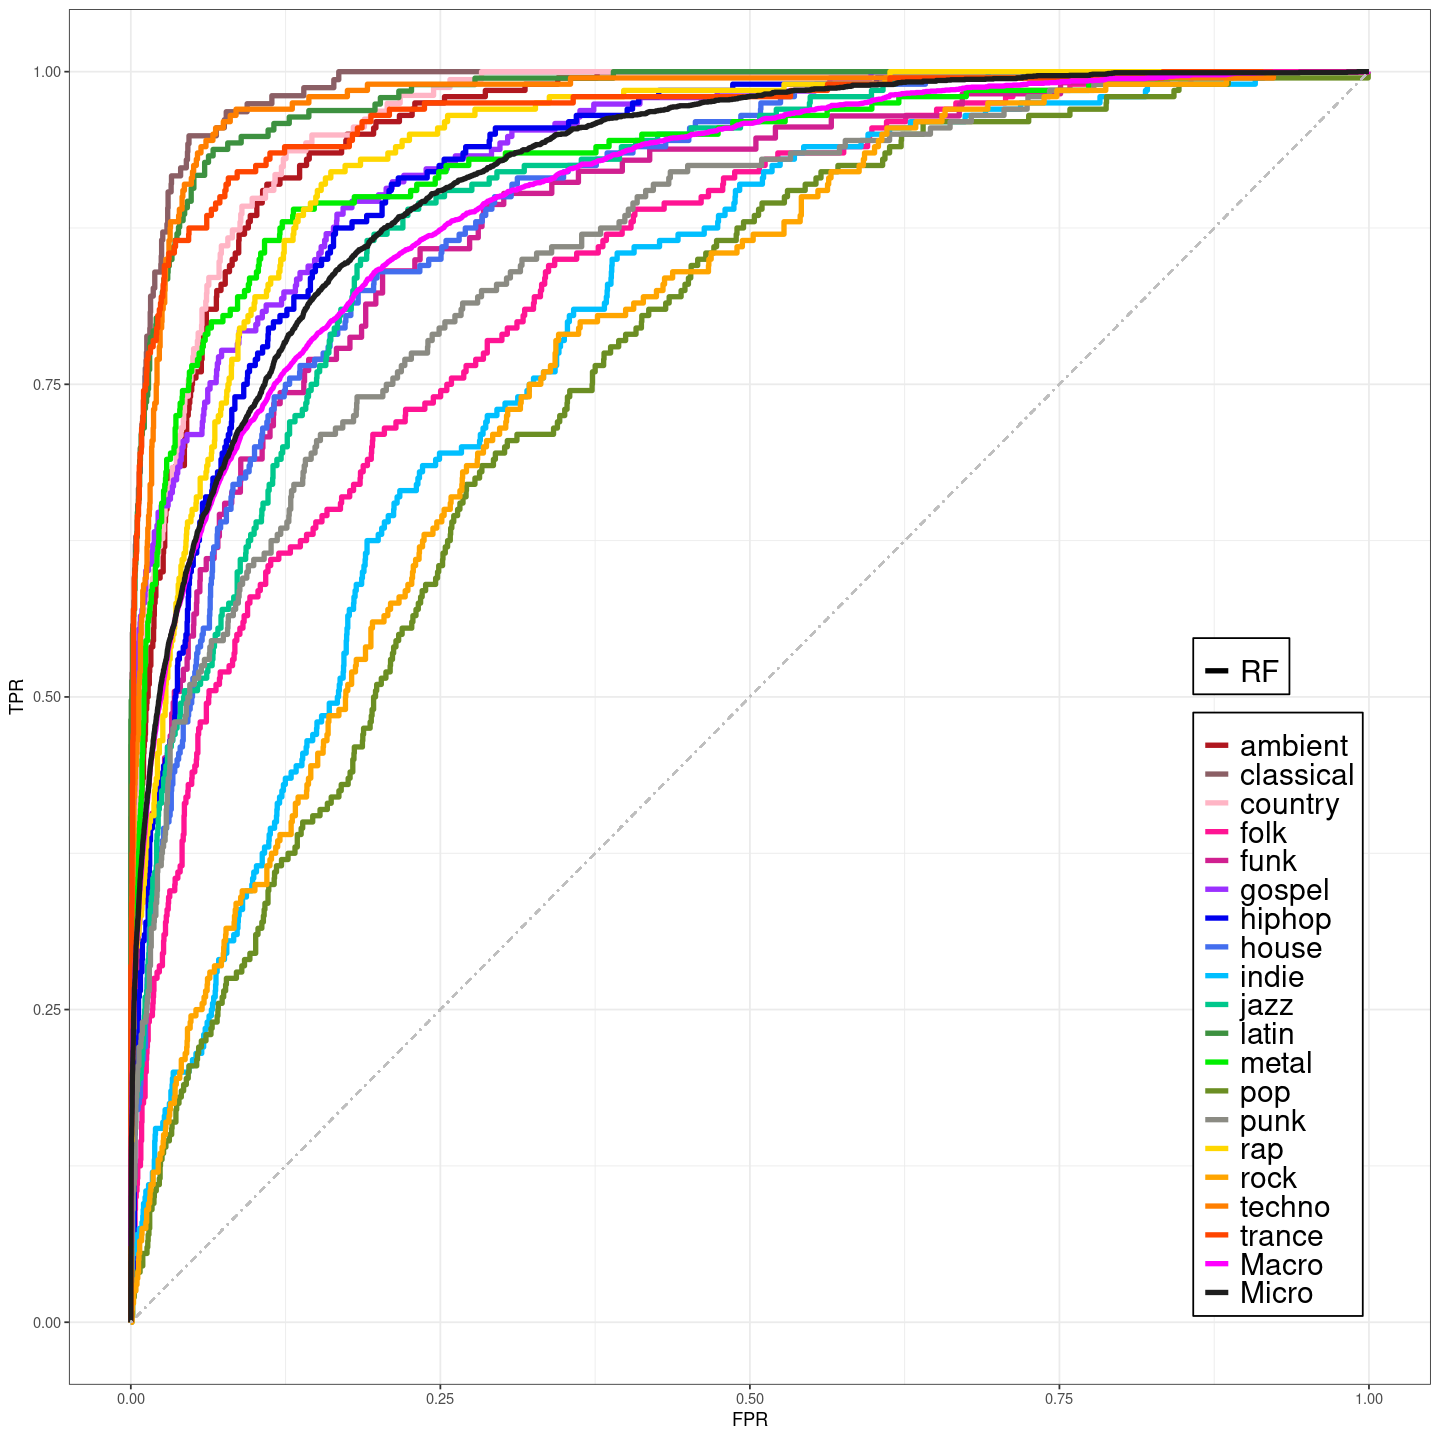 1.00
0.75
0.50
0.25
0.00
TPR
0.00
0.25
0.50
0.75
1.00
FPR
RF
ambient
classical
country
folk
funk
gospel
hiphop
house
indie
jazz
latin
metal
pop
punk
rap
rock
techno
trance
Macro
Micro